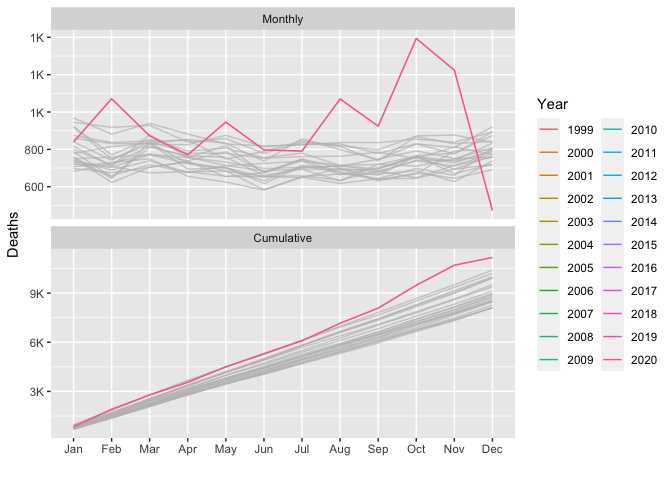 Monthly
1K
1K
1K
800
600
Deaths
Cumulative
9K
6K
3K
Jan Feb Mar Apr May Jun Jul Aug Sep Oct Nov Dec
Year
1999 2010
2000 2011
2001 2012
2002 2013
2003 2014
2004 2015
2005 2016
2006 2017
2007 2018
2008 2019
2009 2020